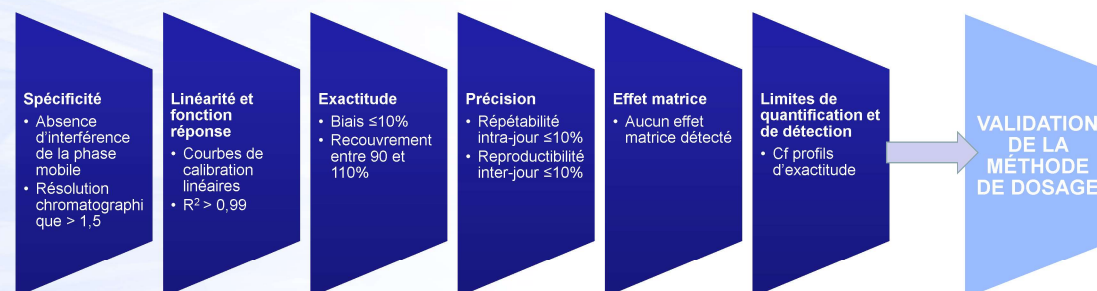 Spécificité
• Absence
d'interférence
de la phase
mobile
• Résolution
chromatographi
que > 1,5
Linéarité et
fonction
réponse
• Courbes de
calibration
linéaires
• R² > 0,99
Exactitude
• Biais ≤10%
• Recouvrement
entre 90 et
110%
Précision
• Répétabilité
intra-jour ≤10%
• Reproductibilité
inter-jour ≤10%
Effet matrice
• Aucun effet
matrice détecté
Limites de
quantification et
de détection
• Cf profils
d'exactitude
VALIDATION
DE LA
MÉTHODE
DE DOSAGE